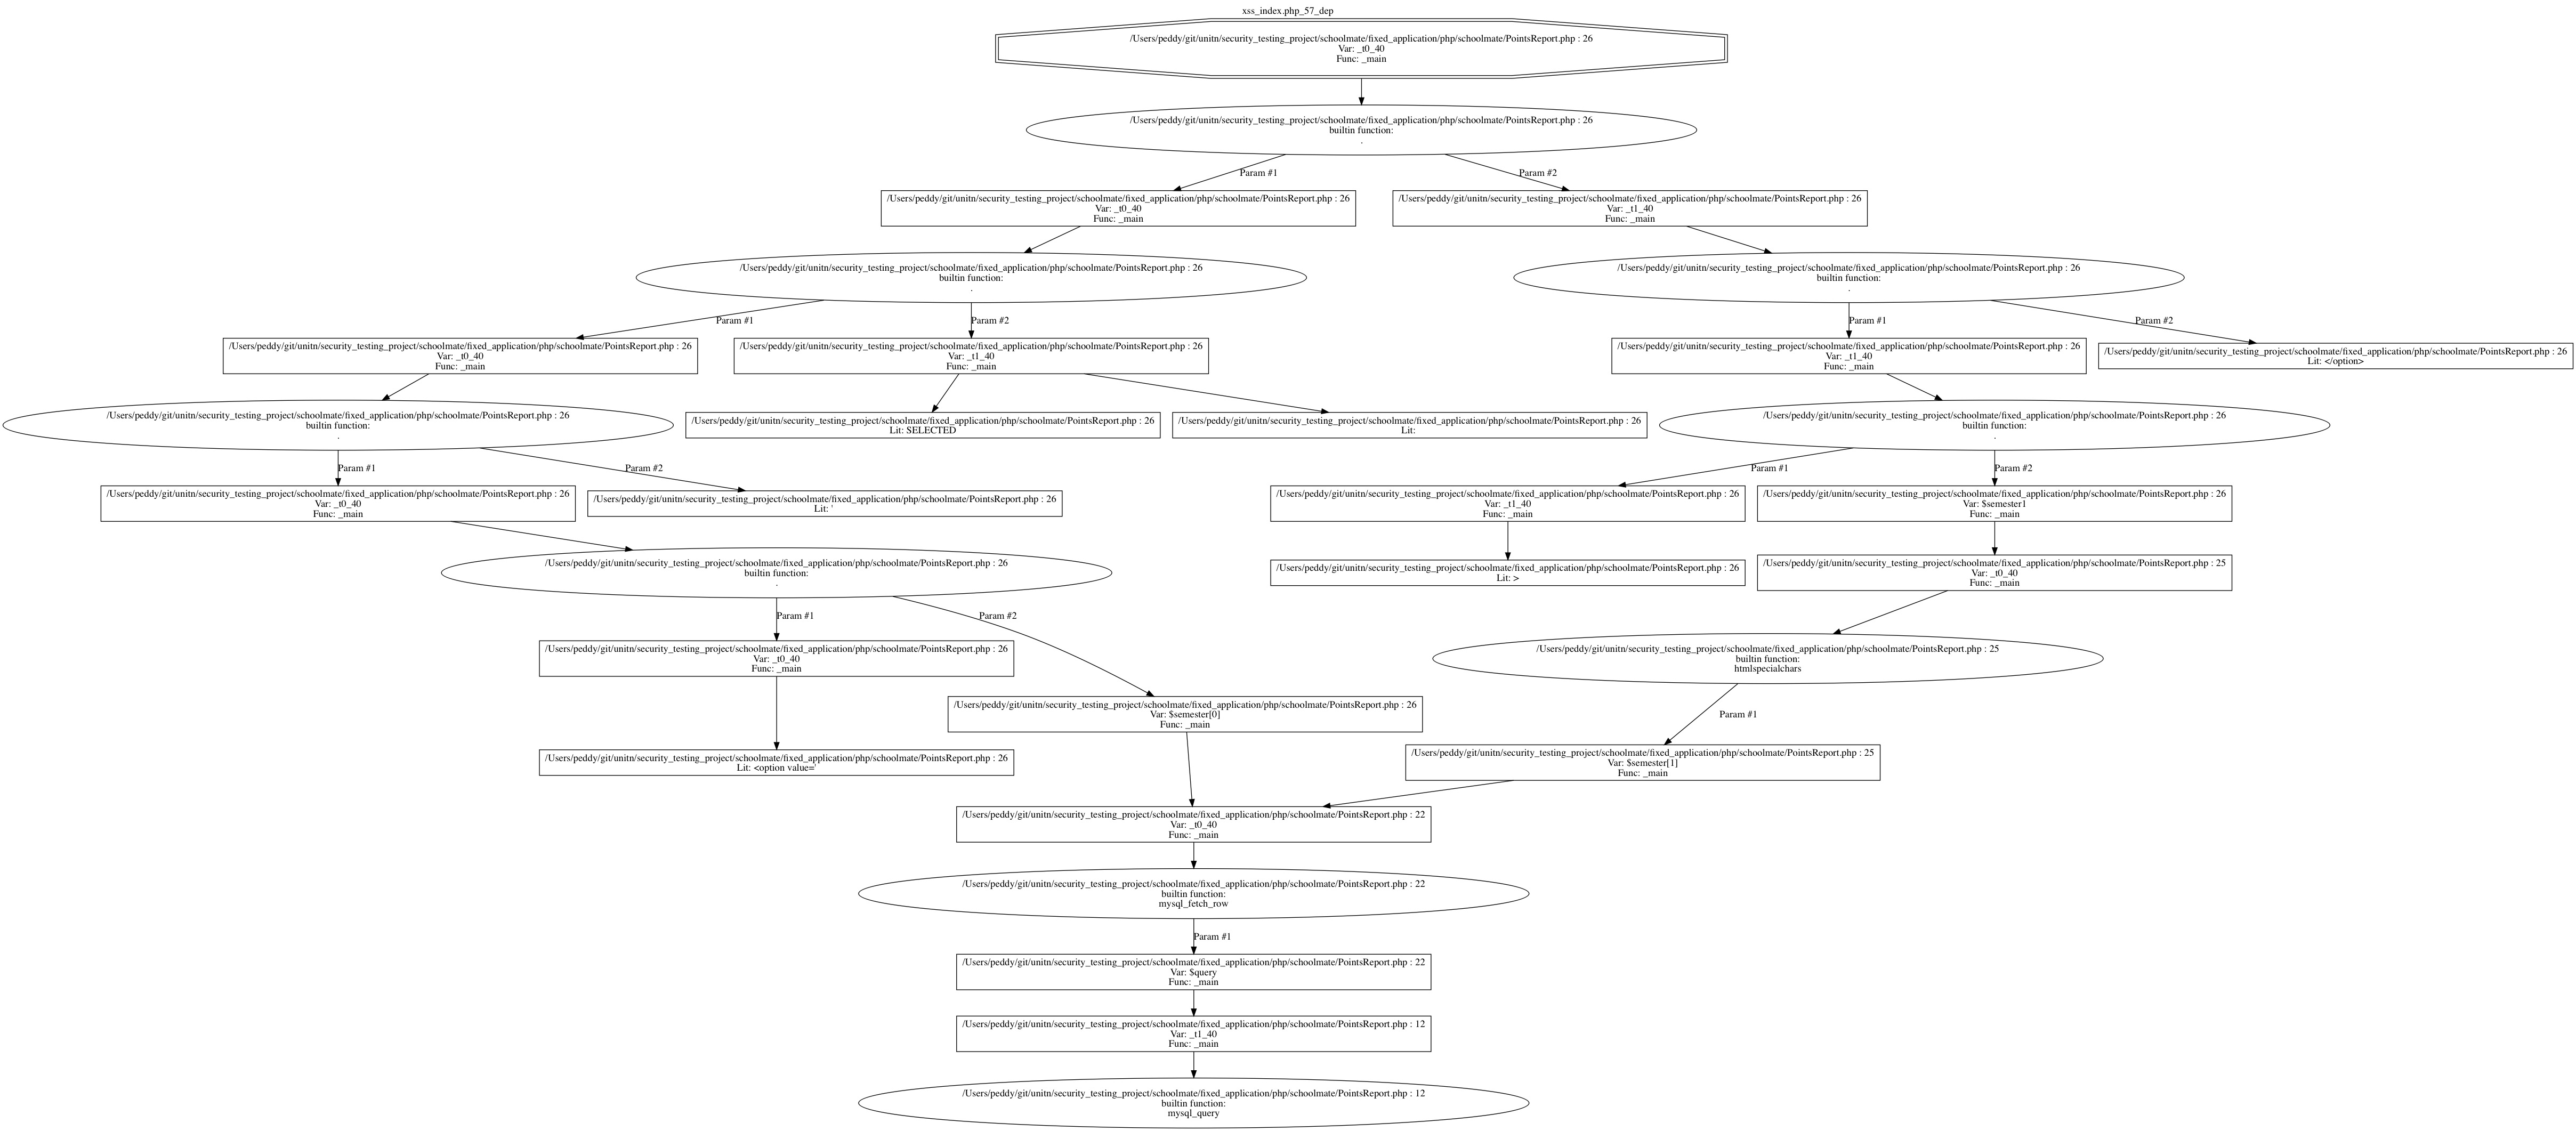 xss_index.php_57_dep
/Users/peddy/git/unitn/security_testing_project/schoolmate/fixed_application/php/schoolmate/PointsReport.php : 26
Var: _t0_40
Func: _main
/Users/peddy/git/unitn/security_testing_project/schoolmate/fixed_application/php/schoolmate/PointsReport.php : 26
builtin function:
.
Param #1
Param #2
/Users/peddy/git/unitn/security_testing_project/schoolmate/fixed_application/php/schoolmate/PointsReport.php : 26
Var: _t0_40
Func: _main
/Users/peddy/git/unitn/security_testing_project/schoolmate/fixed_application/php/schoolmate/PointsReport.php : 26
Var: _t1_40
Func: _main
/Users/peddy/git/unitn/security_testing_project/schoolmate/fixed_application/php/schoolmate/PointsReport.php : 26
builtin function:
.
/Users/peddy/git/unitn/security_testing_project/schoolmate/fixed_application/php/schoolmate/PointsReport.php : 26
builtin function:
.
Param #1
Param #2
Param #1
Param #2
/Users/peddy/git/unitn/security_testing_project/schoolmate/fixed_application/php/schoolmate/PointsReport.php : 26
Var: _t0_40
Func: _main
/Users/peddy/git/unitn/security_testing_project/schoolmate/fixed_application/php/schoolmate/PointsReport.php : 26
Var: _t1_40
Func: _main
/Users/peddy/git/unitn/security_testing_project/schoolmate/fixed_application/php/schoolmate/PointsReport.php : 26
Var: _t1_40
Func: _main
/Users/peddy/git/unitn/security_testing_project/schoolmate/fixed_application/php/schoolmate/PointsReport.php : 26
Lit: </option>
/Users/peddy/git/unitn/security_testing_project/schoolmate/fixed_application/php/schoolmate/PointsReport.php : 26
builtin function:
.
/Users/peddy/git/unitn/security_testing_project/schoolmate/fixed_application/php/schoolmate/PointsReport.php : 26
Lit: SELECTED
/Users/peddy/git/unitn/security_testing_project/schoolmate/fixed_application/php/schoolmate/PointsReport.php : 26
Lit:
/Users/peddy/git/unitn/security_testing_project/schoolmate/fixed_application/php/schoolmate/PointsReport.php : 26
builtin function:
.
Param #1
Param #2
Param #1
Param #2
/Users/peddy/git/unitn/security_testing_project/schoolmate/fixed_application/php/schoolmate/PointsReport.php : 26
Var: _t0_40
Func: _main
/Users/peddy/git/unitn/security_testing_project/schoolmate/fixed_application/php/schoolmate/PointsReport.php : 26
Lit: '
/Users/peddy/git/unitn/security_testing_project/schoolmate/fixed_application/php/schoolmate/PointsReport.php : 26
Var: _t1_40
Func: _main
/Users/peddy/git/unitn/security_testing_project/schoolmate/fixed_application/php/schoolmate/PointsReport.php : 26
Var: $semester1
Func: _main
/Users/peddy/git/unitn/security_testing_project/schoolmate/fixed_application/php/schoolmate/PointsReport.php : 26
builtin function:
.
/Users/peddy/git/unitn/security_testing_project/schoolmate/fixed_application/php/schoolmate/PointsReport.php : 26
Lit: >
/Users/peddy/git/unitn/security_testing_project/schoolmate/fixed_application/php/schoolmate/PointsReport.php : 25
Var: _t0_40
Func: _main
Param #1
Param #2
/Users/peddy/git/unitn/security_testing_project/schoolmate/fixed_application/php/schoolmate/PointsReport.php : 26
Var: _t0_40
Func: _main
/Users/peddy/git/unitn/security_testing_project/schoolmate/fixed_application/php/schoolmate/PointsReport.php : 25
builtin function:
htmlspecialchars
/Users/peddy/git/unitn/security_testing_project/schoolmate/fixed_application/php/schoolmate/PointsReport.php : 26
Var: $semester[0]
Func: _main
Param #1
/Users/peddy/git/unitn/security_testing_project/schoolmate/fixed_application/php/schoolmate/PointsReport.php : 26
Lit: <option value='
/Users/peddy/git/unitn/security_testing_project/schoolmate/fixed_application/php/schoolmate/PointsReport.php : 25
Var: $semester[1]
Func: _main
/Users/peddy/git/unitn/security_testing_project/schoolmate/fixed_application/php/schoolmate/PointsReport.php : 22
Var: _t0_40
Func: _main
/Users/peddy/git/unitn/security_testing_project/schoolmate/fixed_application/php/schoolmate/PointsReport.php : 22
builtin function:
mysql_fetch_row
Param #1
/Users/peddy/git/unitn/security_testing_project/schoolmate/fixed_application/php/schoolmate/PointsReport.php : 22
Var: $query
Func: _main
/Users/peddy/git/unitn/security_testing_project/schoolmate/fixed_application/php/schoolmate/PointsReport.php : 12
Var: _t1_40
Func: _main
/Users/peddy/git/unitn/security_testing_project/schoolmate/fixed_application/php/schoolmate/PointsReport.php : 12
builtin function:
mysql_query